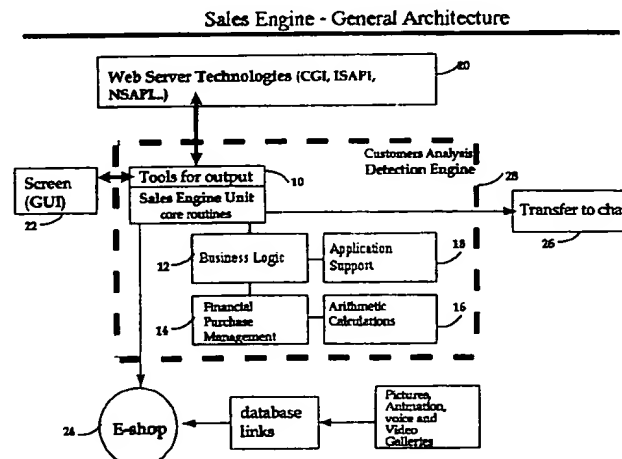 Sales Engine - General Architecture
Web Server Technologies (CGI, ISAPI,
NSAPI,..)
20
Customers Analysis
Detection Engine
28
Screen
(GUI)
22
Tools for output
10
Sales Engine Unit
core routines
Transfer to cha
26
12
Business Logic
Application
Support
18
14
Financial
Purchase
Management
Arithmetic
Calculations
16
24
E-shop
database
links
Pictures,
Animation,
voice and
Video
Galleries